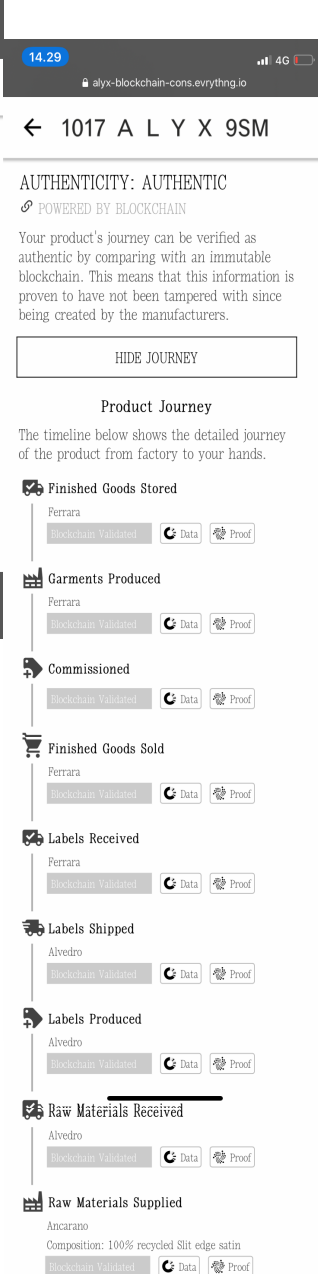 14.29
4G
alyx-blockchain-cons.evrythng.io
1017 A L Y X 9SM
AUTHENTICITY: AUTHENTIC
POWERED BY BLOCKCHAIN
Your product's journey can be verified as
authentic by comparing with an immutable
blockchain. This means that this information is
proven to have not been tampered with since
being created by the manufacturers.
HIDE JOURNEY
Product Journey
The timeline below shows the detailed journey
of the product from factory to your hands.
Finished Goods Stored
Ferrara
Blockchain Validated Data Proof
Garments Produced
Ferrara
Blockchain Validated Data Proof
Commissioned
Blockchain Validated Data Proof
Finished Goods Sold
Ferrara
Blockchain Validated Data Proof
Labels Received
Ferrara
Blockchain Validated Data Proof
Labels Shipped
Alvedro
Blockchain Validated Data Proof
Labels Produced
Alvedro
Blockchain Validated Data Proof
Raw Materials Received
Alvedro
Blockchain Validated Data Proof
Raw Materials Supplied
Ancarano
Composition: 100% recycled Slit edge satin
Blockchain Validated Data Proof